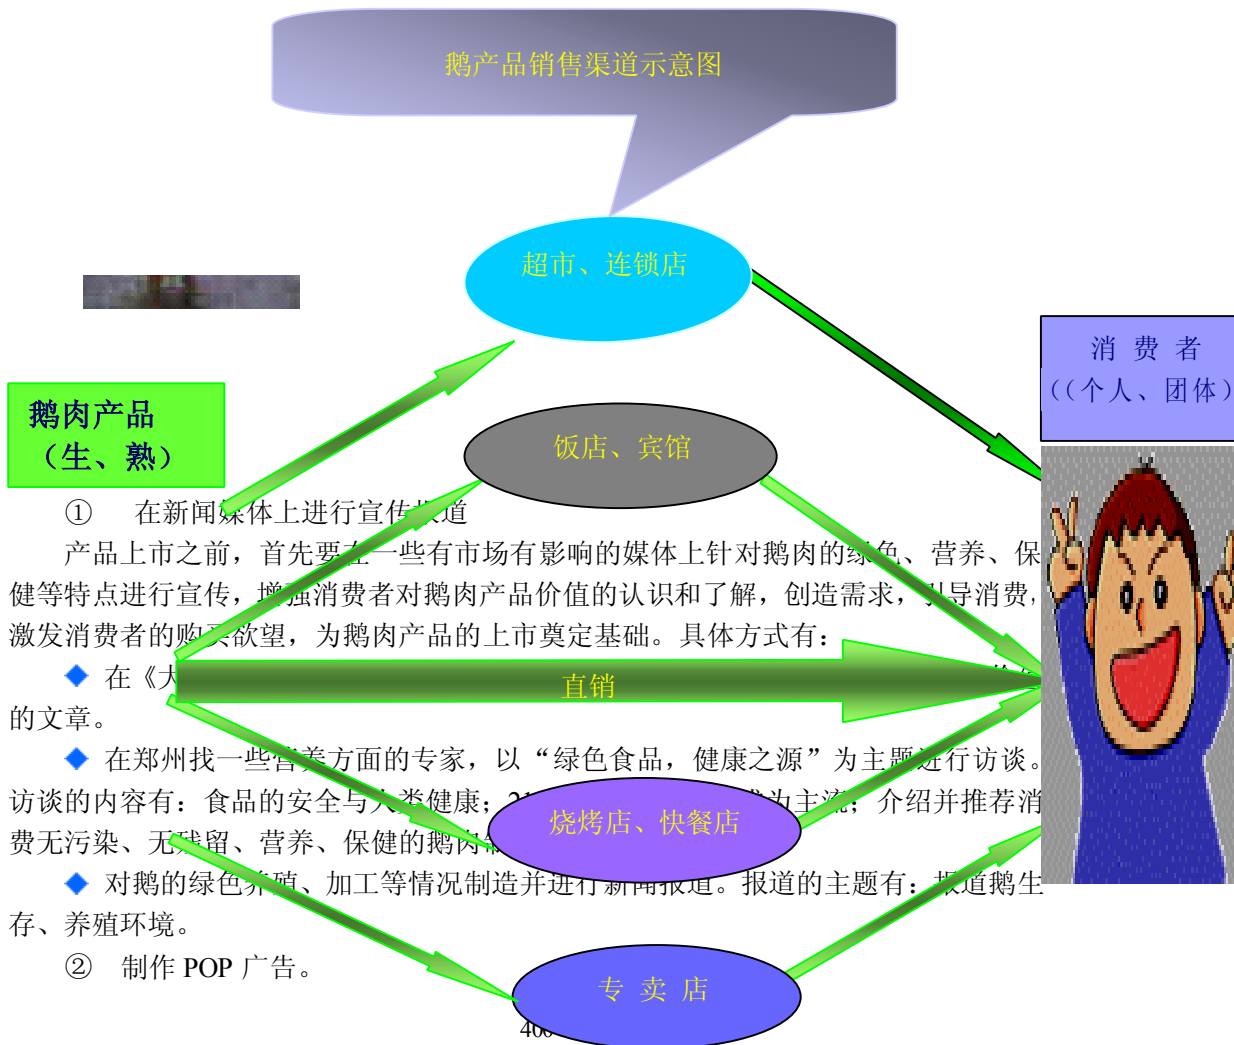 鹅产品销售渠道示意图
超市、连锁店
消 费 者
((个人、团体)
鹅肉产品
(生、熟)
饭店、宾馆
① 在新闻媒体上进行宣传报道
产品上市之前，首先要在一些有市场有影响的媒体上针对鹅肉的绿色、营养、保
健等特点进行宣传，增强消费者对鹅肉产品价值的认识和了解，创造需求，引导消费，
激发消费者的购买欲望，为鹅肉产品的上市奠定基础。具体方式有：
在《大
直销
的文章。
在郑州找一些营养方面的专家，以“绿色食品，健康之源”为主题进行访谈。
访谈的内容有：食品的安全与人类健康；21 成为主流；介绍并推荐消
烧烤店、快餐店
费无污染、无残留、营养、保健的鹅肉
对鹅的绿色养殖、加工等情况制造并进行新闻报道。报道的主题有：报道鹅生
存、养殖环境。
② 制作 POP 广告。
专 卖 店